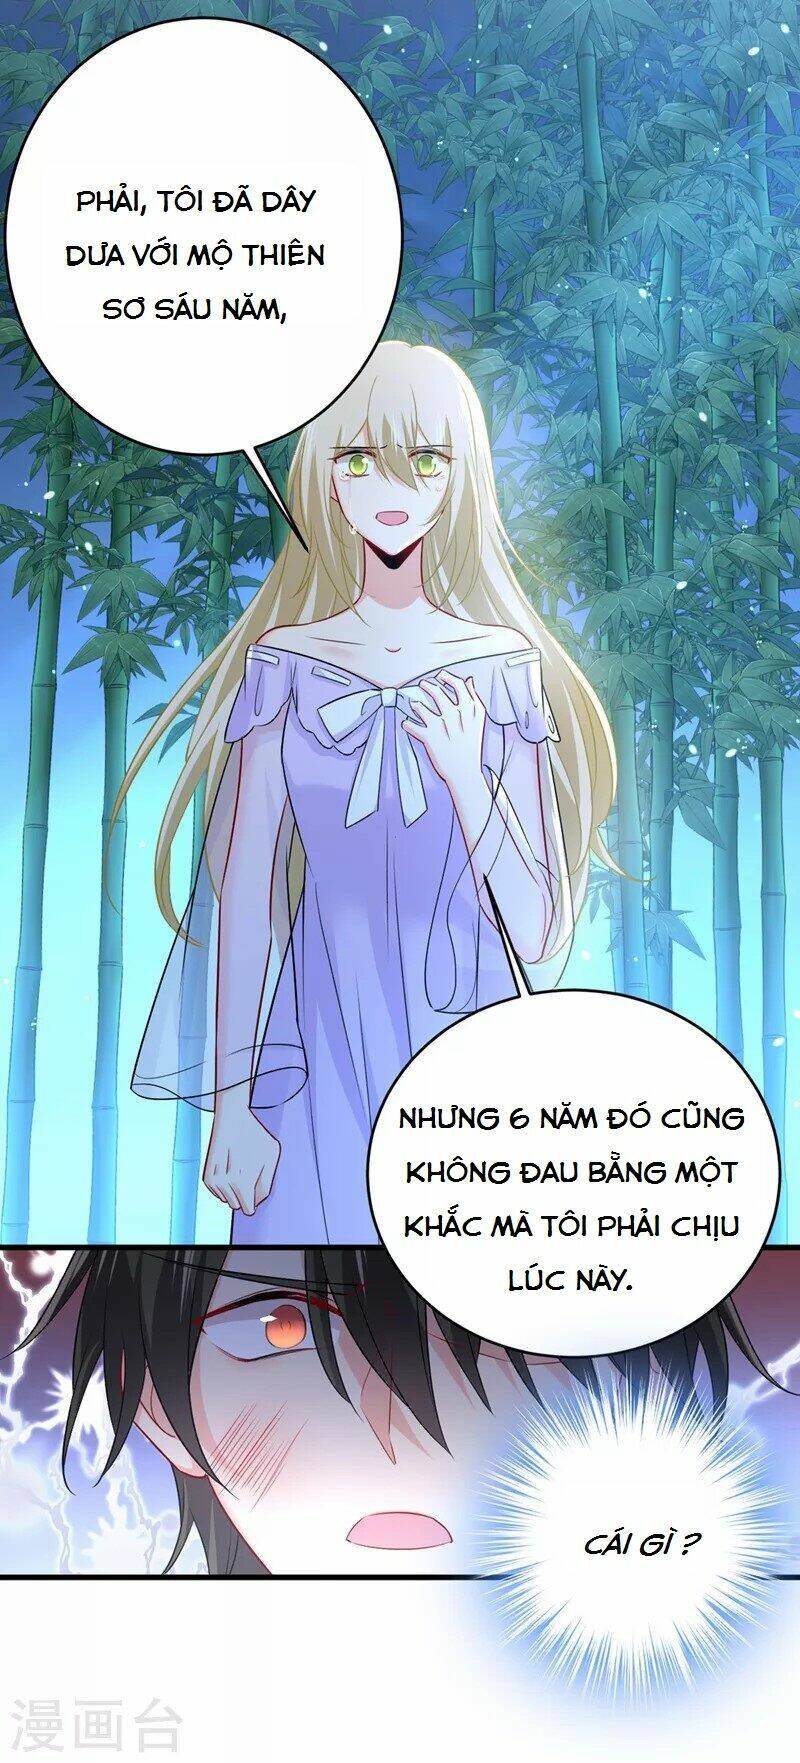 PHẢI, TÔI ĐÃ DÂY
DƯA VỚI MỘ THIÊN
SƠ SÁU NĂM,
NHƯNG 6 NĂM ĐÓ CŨNG
KHÔNG ĐAU BẰNG MỘT
KHẮC MÀ TÔI PHẢI CHỊU
LÚC NÀY.
CÁI GÌ ?
漫画台